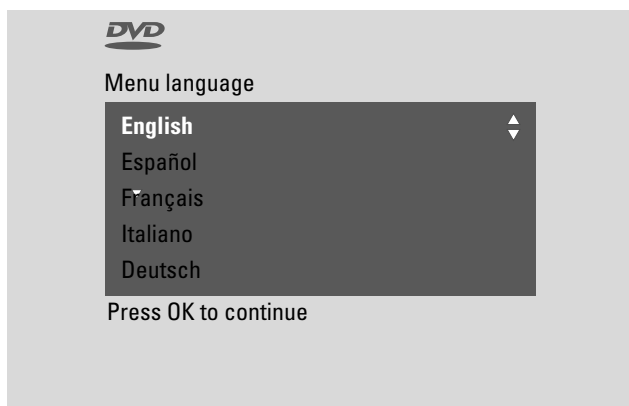 DVD
Menu language
English
Español
Français
Italiano
Deutsch
Press OK to continue